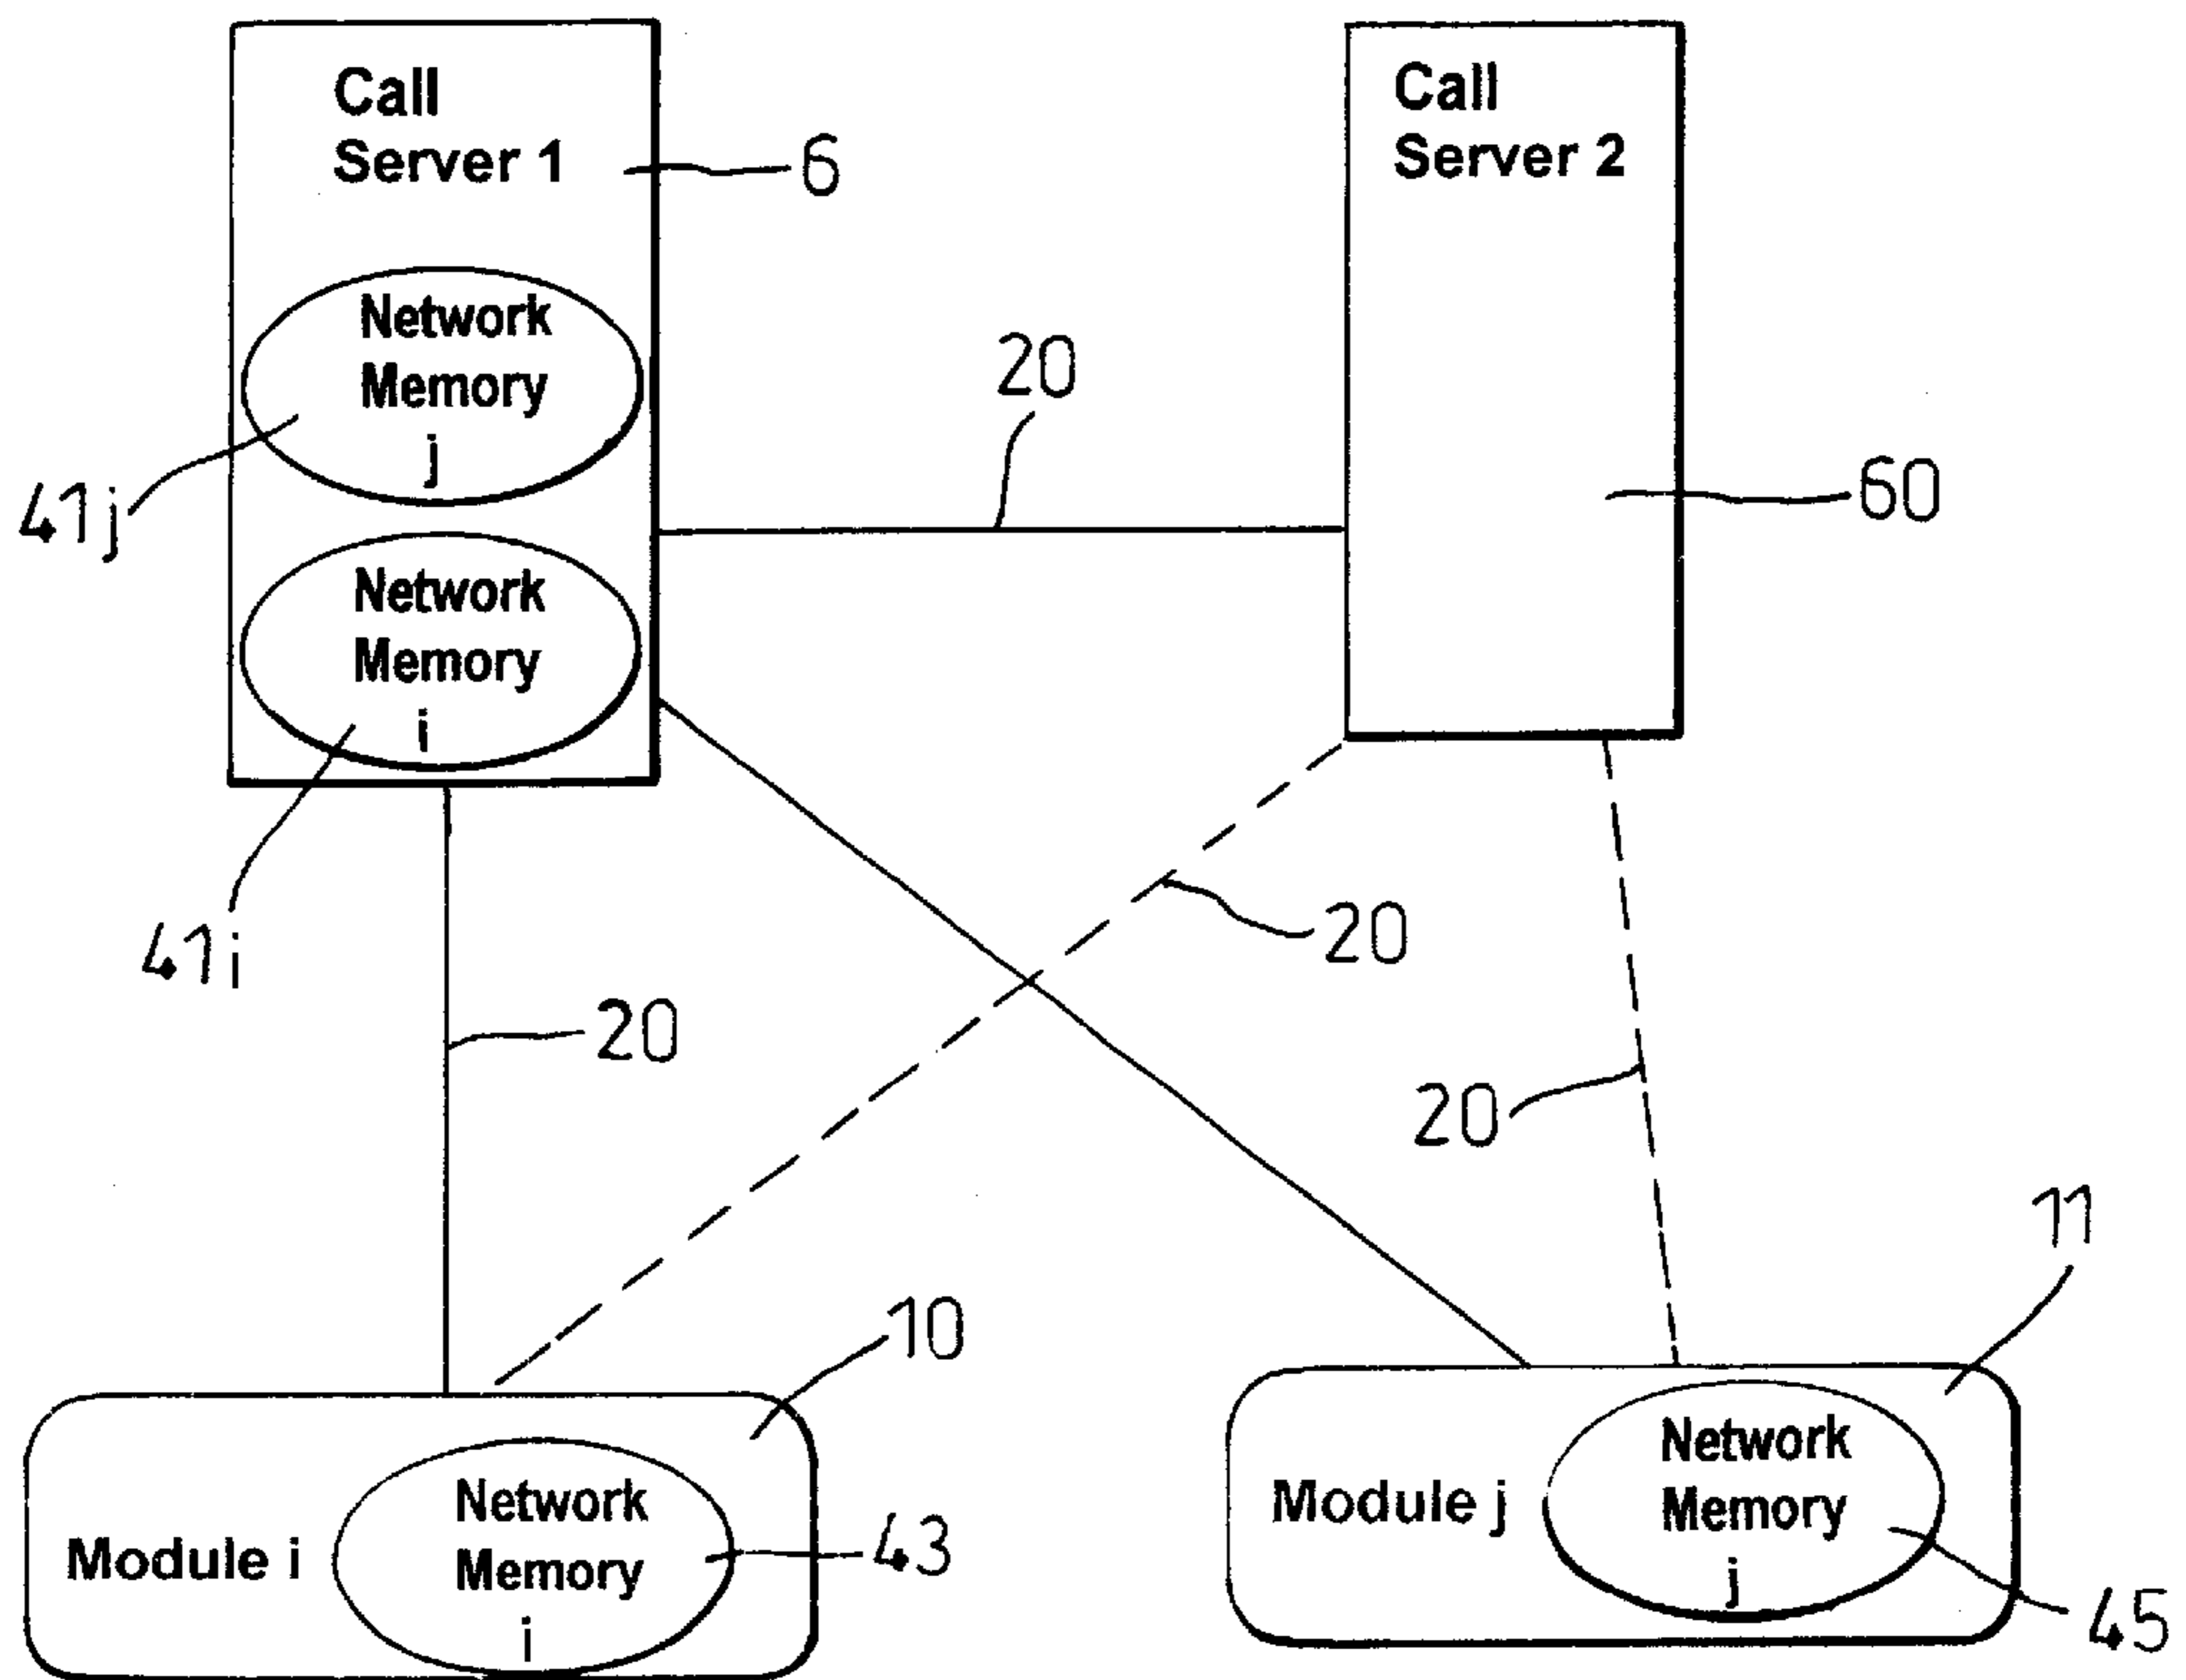 Call
Server 1
6
Call
Server 2
Network
Memory
j
41j
20
60
Network
Memory
i
41i
20
20
20
11
10
Module i
Network
Memory
i
43
Module j
Network
Memory
j
45